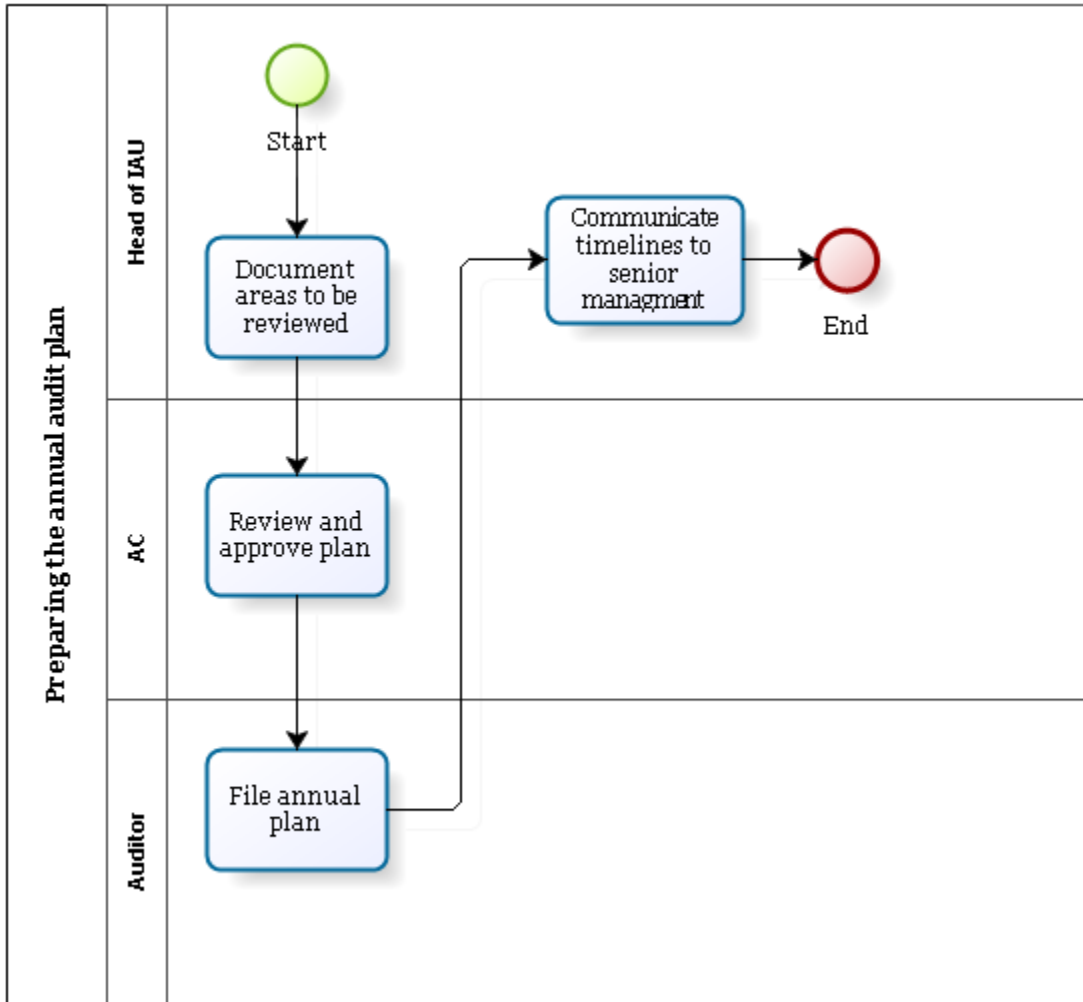 Preparing the annual audit plan
Head of IAU
Start
Document
areas to be
reviewed
Communicate
timelines to
senior
managment
End
AC
Review and
approve plan
Auditor
File annual
plan